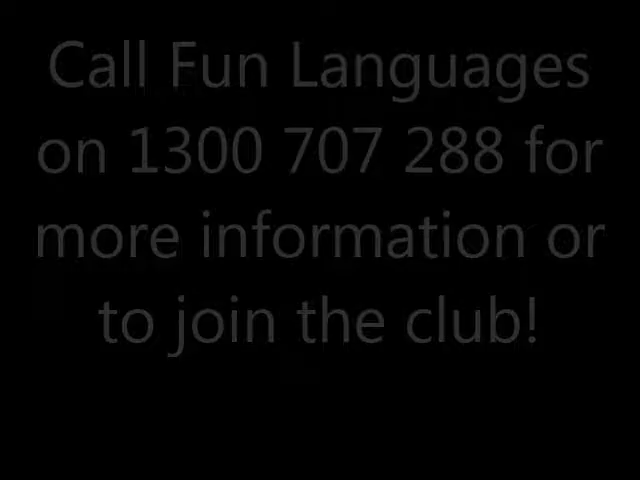 Call Fun Languages
on 1300 707 288 for
more information or
to join the club!